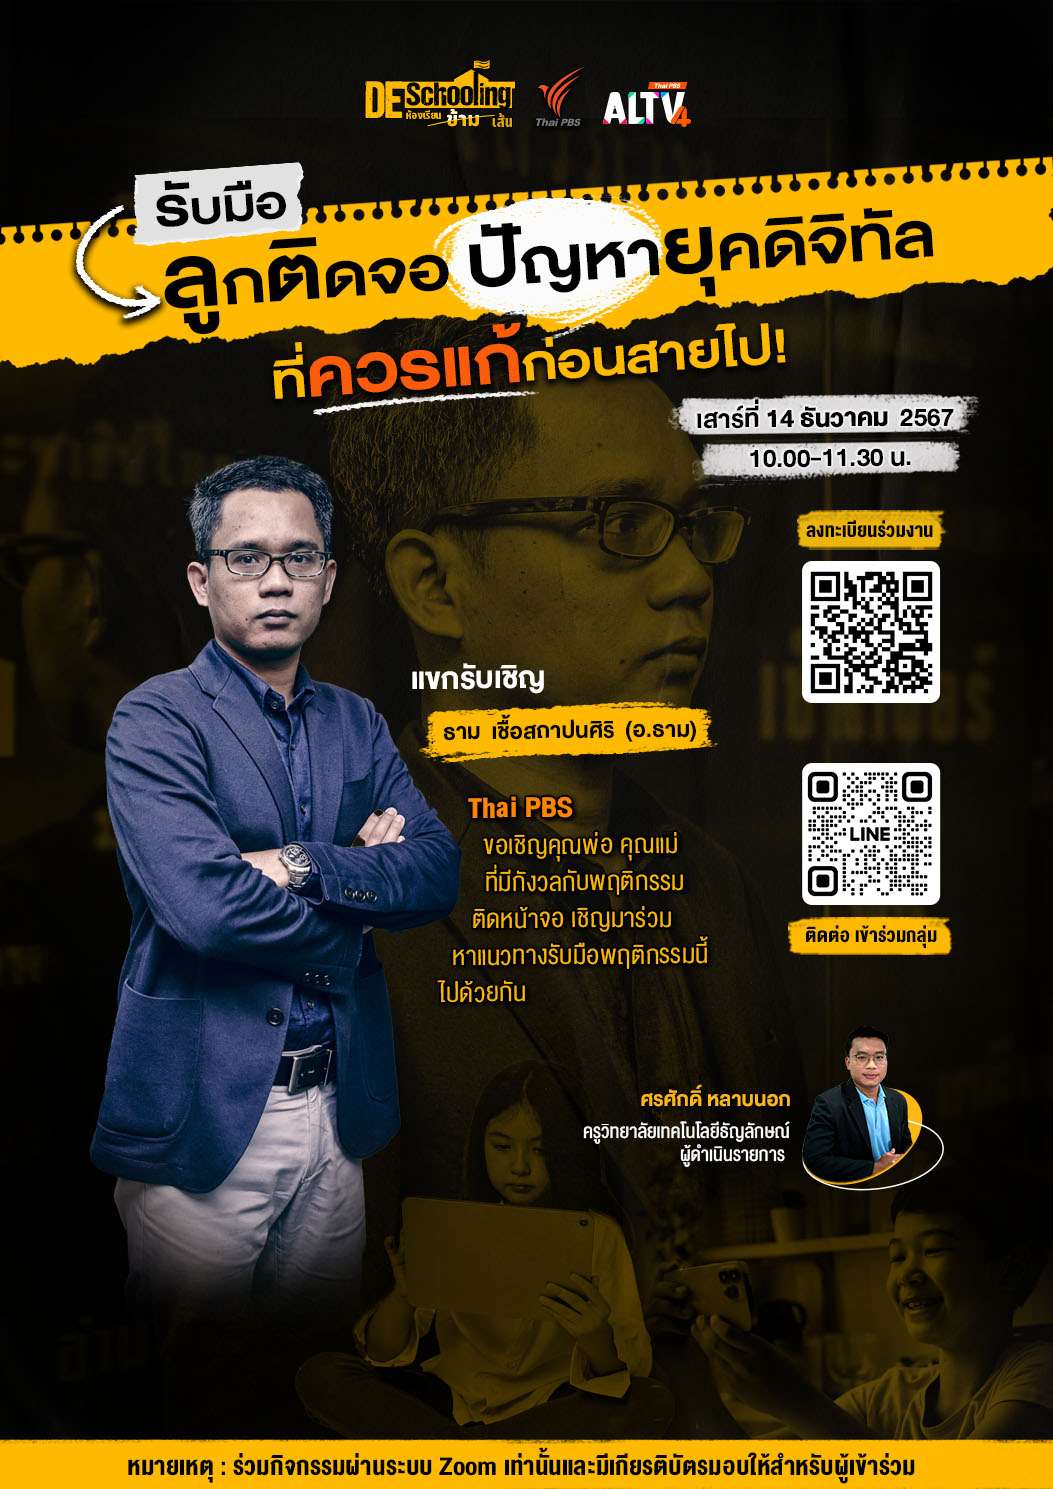 DESchooling
ห้องเรียน ข้าม เส้น
Thai PBS
Thai PBS
ALTV4
รับมือ
ลูกติดจอ ปัญหายุคดิจิทัล
ที่ควรแก้ก่อนสายไป!
เสาร์ที่ 14 ธันวาคม 2567
10.00-11.30 น.
ลงทะเบียนร่วมงาน
แขกรับเชิญ
ธาม เชื้อสถาปนศิริ (อ.ธาม)
Thai PBS
ขอเชิญคุณพ่อ คุณแม่
ที่มีกังวลกับพฤติกรรม
ติดหน้าจอ เชิญมาร่วม
หาแนวทางรับมือพฤติกรรมนี้
ไปด้วยกัน
LINE
ติดต่อ เข้าร่วมกลุ่ม
ศรศักดิ์ หลาบนอก
ครูวิทยาลัยเทคโนโลยีธัญลักษณ์
ผู้ดำเนินรายการ
หมายเหตุ : ร่วมกิจกรรมผ่านระบบ Zoom เท่านั้นและมีเกียรติบัตรมอบให้สำหรับผู้เข้าร่วม